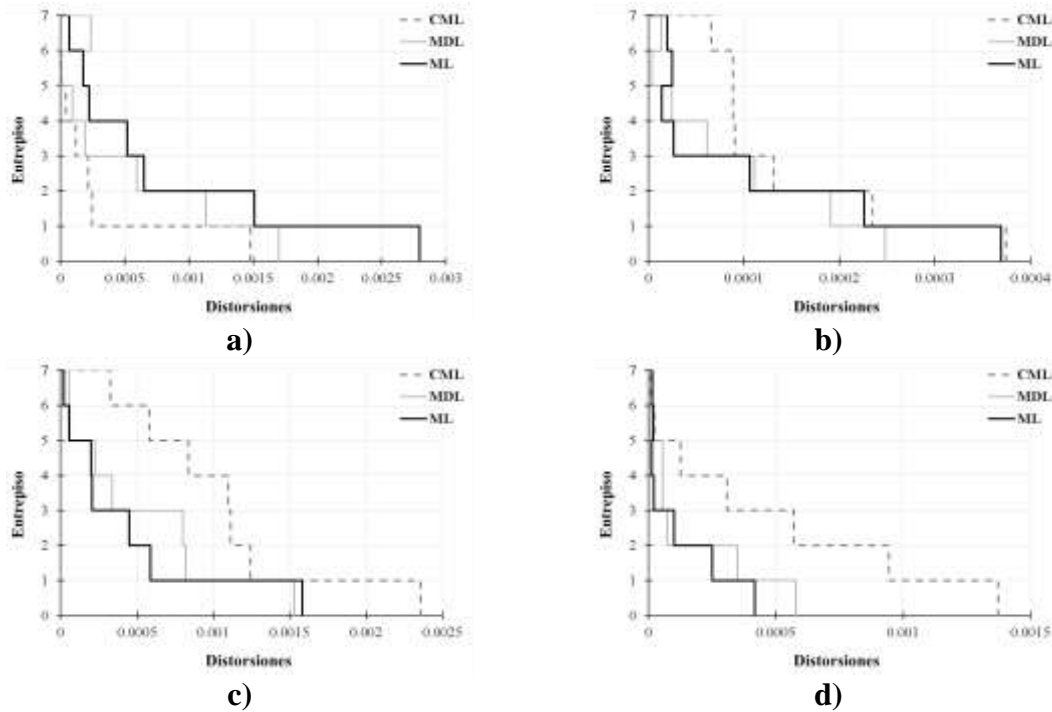 7
6
5
4
3
2
1
0
Entrepiso
CML
MDL
ML
0 0.0005 0.001 0.0015 0.002 0.0025 0.003
Distorsiones
a)
7
6
5
4
3
2
1
0
Entrepiso
CML
MDL
ML
0 0.0001 0.0002 0.0003 0.0004
Distorsiones
b)
7
6
5
4
3
2
1
0
Entrepiso
CML
MDL
ML
0 0.0005 0.001 0.0015 0.002 0.0025
Distorsiones
c)
7
6
5
4
3
2
1
0
Entrepiso
CML
MDL
ML
0 0.0005 0.001 0.0015
Distorsiones
d)